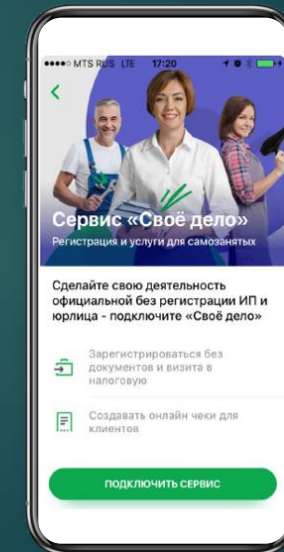 MTS RUS LTE 17:20
Сервис «Своё дело»
Регистрация и услуги для самозанятых
Сделайте свою деятельность
официальной без регистрации ИП и
юрлица - подключите «Своё дело»
Зарегистрироваться без
документов и визита в
налоговую
Создавать онлайн чеки для
клиентов
ПОДКЛЮЧИТЬ СЕРВИС